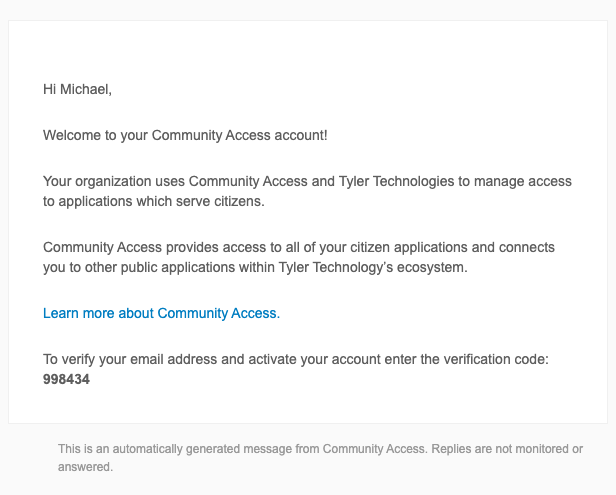 Hi Michael,
Welcome to your Community Access account!
Your organization uses Community Access and Tyler Technologies to manage access
to applications which serve citizens.
Community Access provides access to all of your citizen applications and connects
you to other public applications within Tyler Technology’s ecosystem.
Learn more about Community Access.
To verify your email address and activate your account enter the verification code:
998434
This is an automatically generated message from Community Access. Replies are not monitored or
answered.